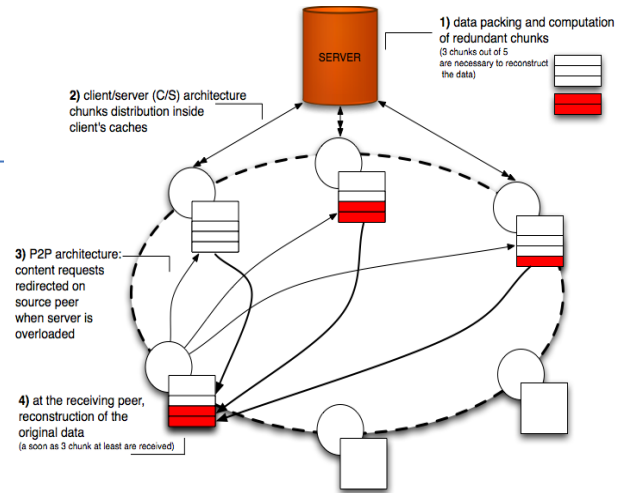 1) data packing and computation
of redundant chunks
(3 chunks out of 5
are necessary to reconstruct
the data)
SERVER
2) client/server (C/S) architecture
chunks distribution inside
client's caches
3) P2P architecture:
content requests
redirected on
source peer
when server is
overloaded
4) at the receiving peer,
reconstruction of the
original data
(a soon as 3 chunk at least are received)